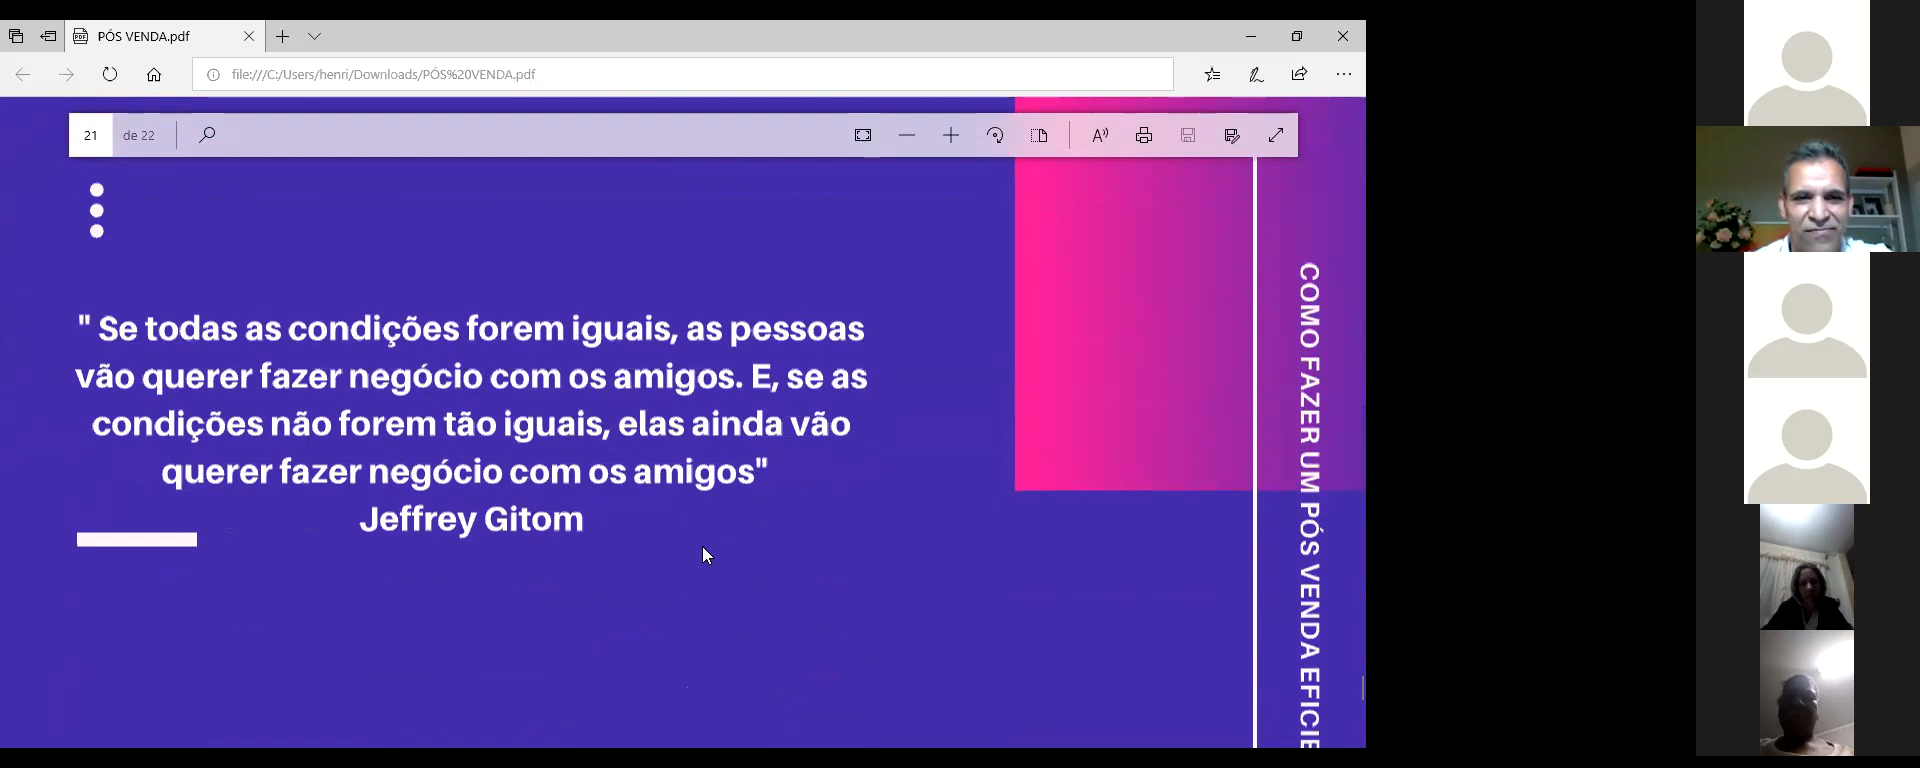 PÓS VENDA.pdf
file:///C:/Users/henri/Downloads/PÓS%20VENDA.pdf
21 de 22
" Se todas as condições forem iguais, as pessoas
vão querer fazer negócio com os amigos. E, se as
condições não forem tão iguais, elas ainda vão
querer fazer negócio com os amigos"
Jeffrey Gitom
COMO FAZER UM PÓS VENDA EFICIE